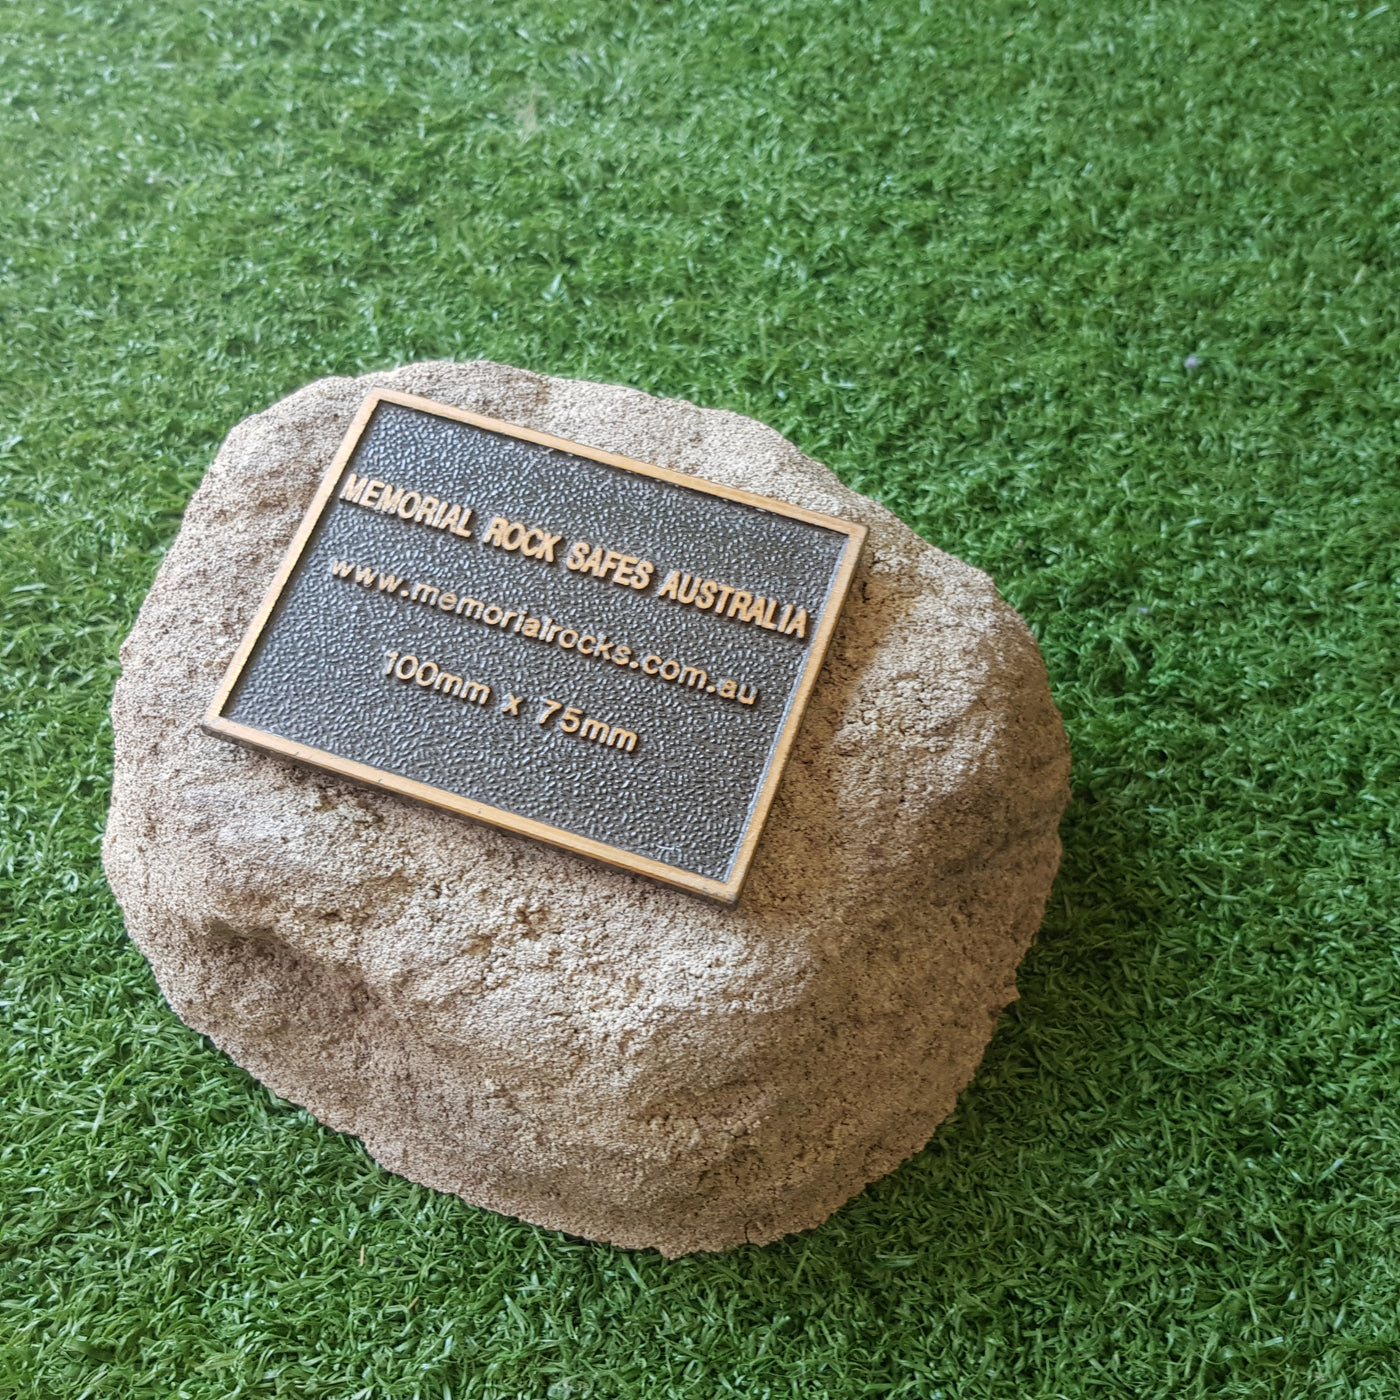 MEMORIAL ROCK SAFES AUSTRALIA
www.memorialrocks.com.au
100mm x 75mm